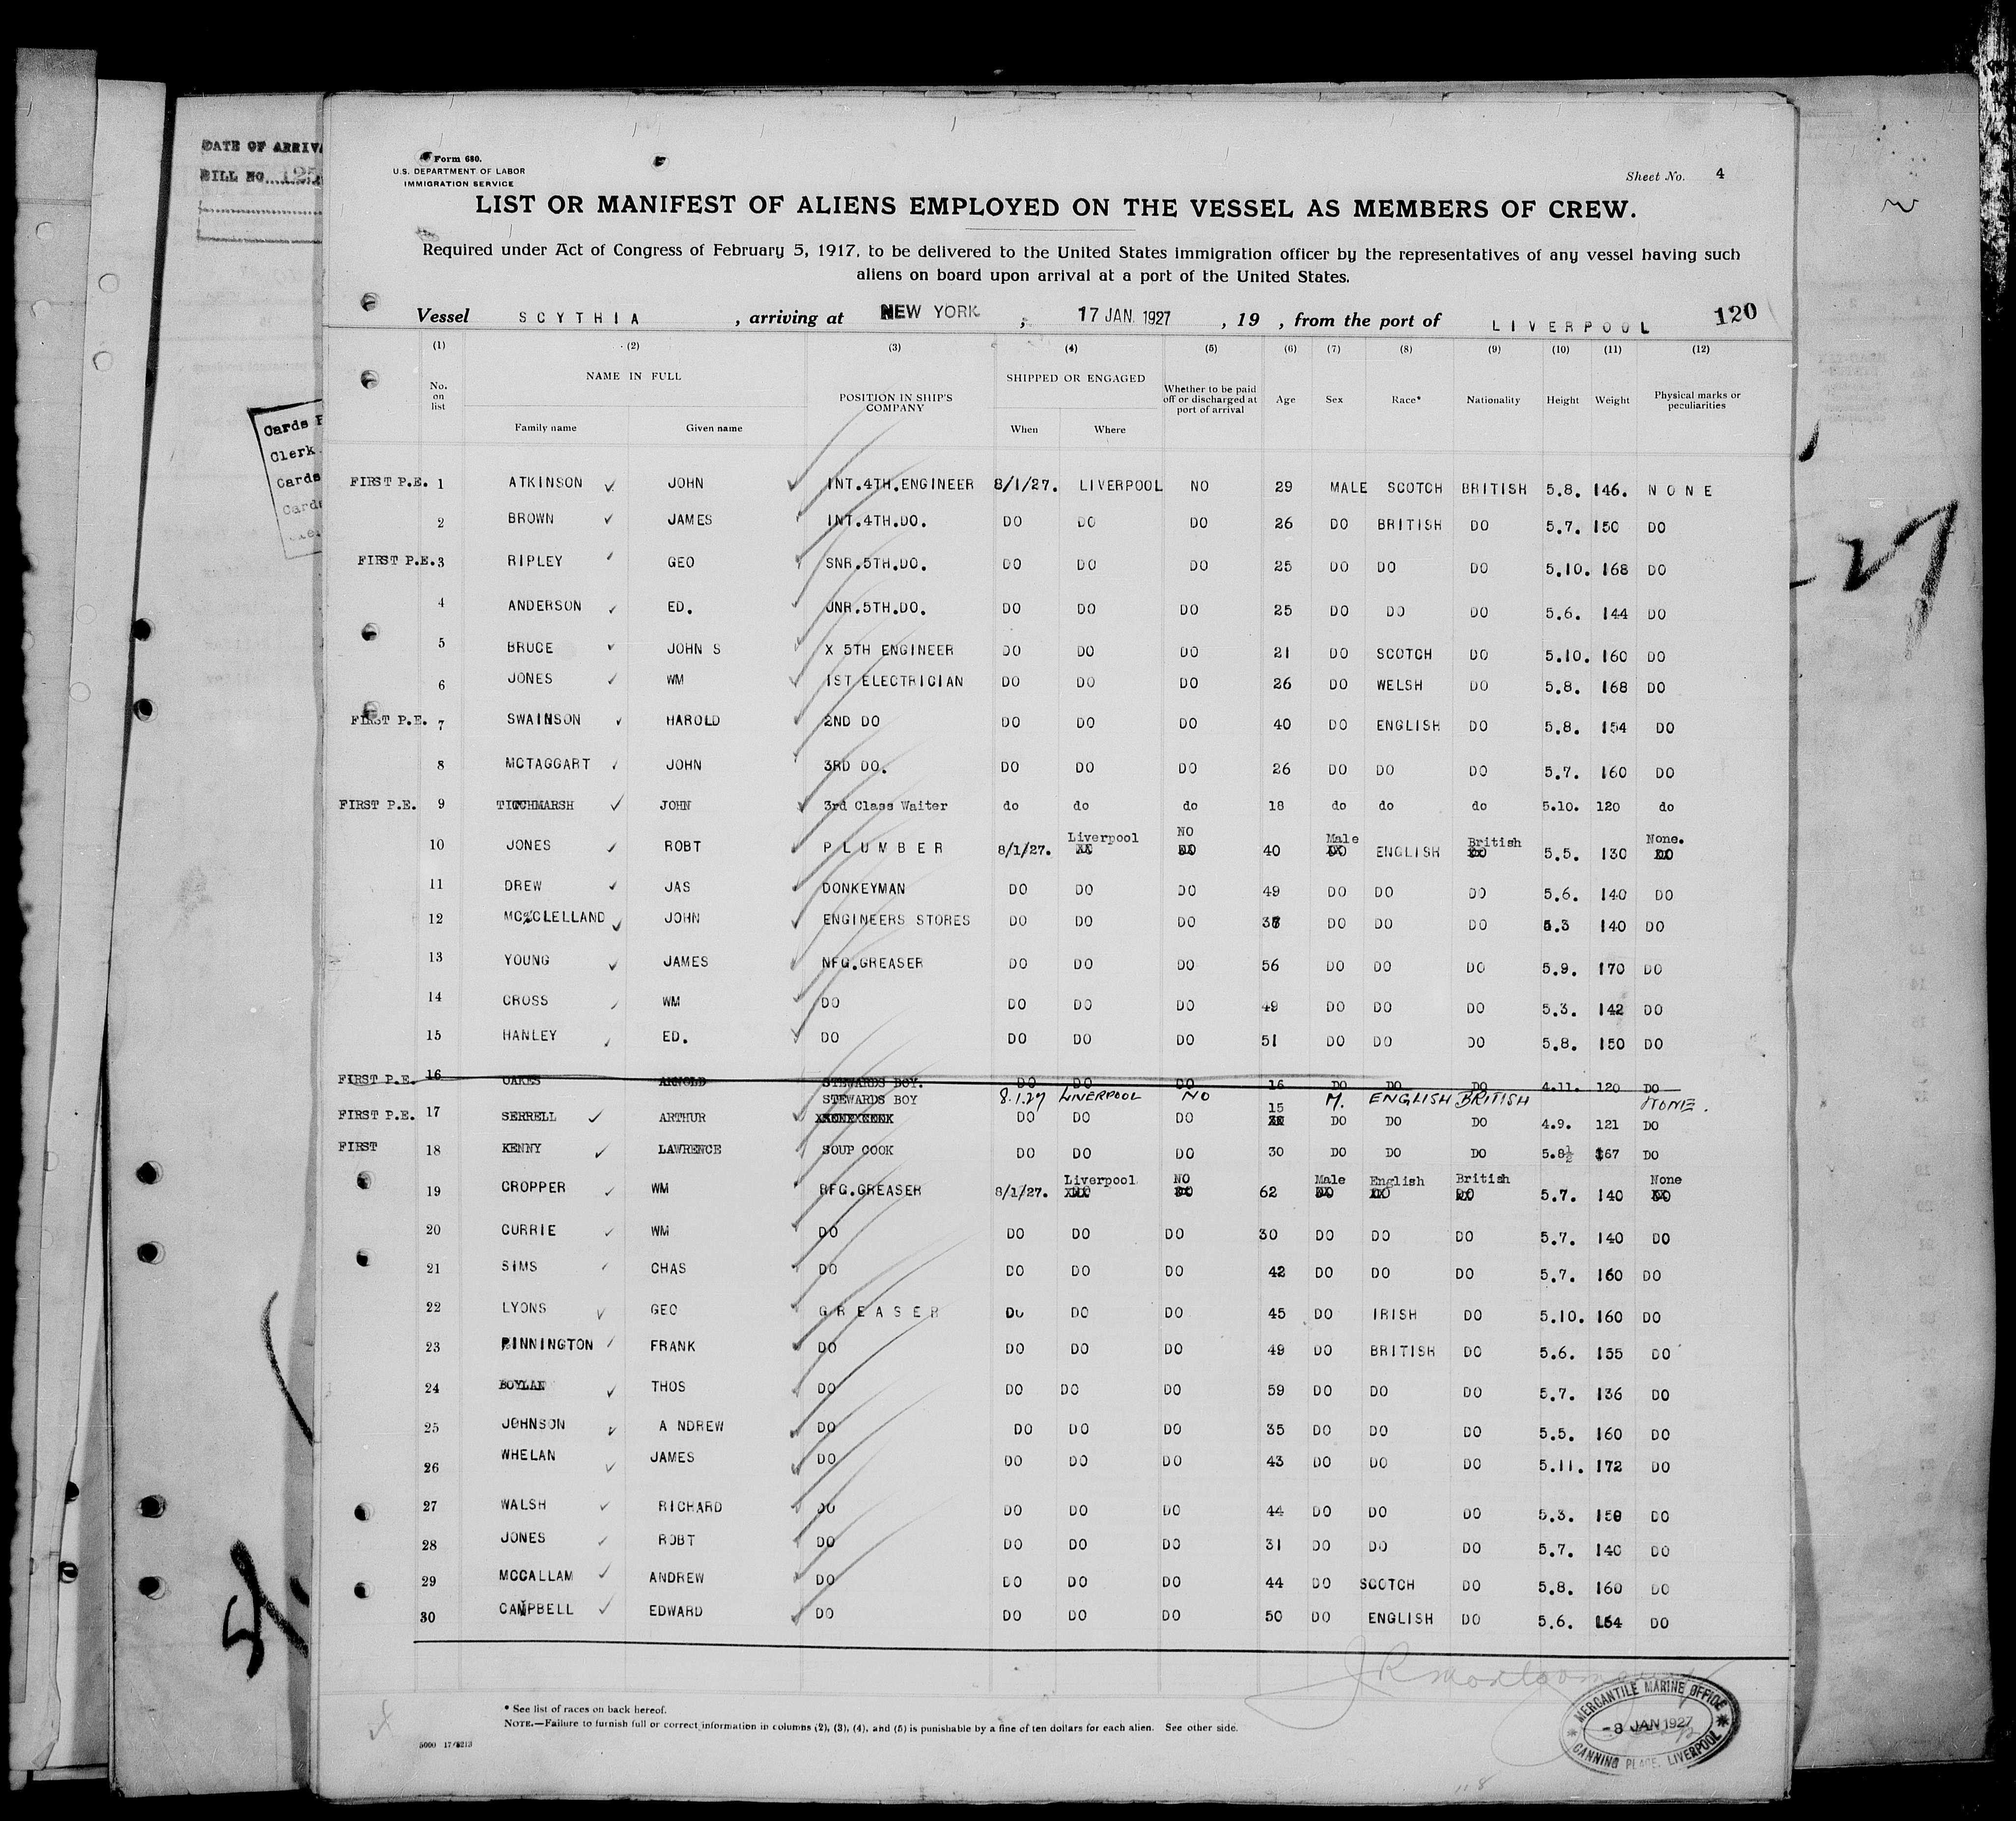 DATE OF ARRIVA
BILL NO. 125
Cards
Clerk
Cards
Form 680.
U.S. DEPARTMENT OF LABOR
IMMIGRATION SERVICE
Sheet No. 4
LIST OR MANIFEST OF ALIENS EMPLOYED ON THE VESSEL AS MEMBERS OF CREW.
Required under Act of Congress of February 5, 1917, to be delivered to the United States immigration officer by the representatives of any vessel having such
aliens on board upon arrival at a port of the United States.
Vessel SCYTHIA, arriving at NEW YORK, 17 JAN. 1927, 19 , from the port of LIVERPOOL 120
(1) (2) (3) (4) (5) (6) (7) (8) (9) (10) (11) (12)
No. on list NAME IN FULL Family name Given name POSITION IN SHIP'S COMPANY SHIPPED OR ENGAGED When Where Whether to be paid off or discharged at port of arrival Age Sex Race* Nationality Height Weight Physical marks or peculiarities
FIRST P.E. 1 ATKINSON JOHN INT.4TH.ENGINEER 8/1/27. LIVERPOOL NO 29 MALE SCOTCH BRITISH 5.8. 146. NONE
2 BROWN JAMES INT.4TH.DO. DO DO DO 26 DO BRITISH DO 5.7. 150 DO
FIRST P.E. 3 RIPLEY GEO SNR.5TH.DO. DO DO DO 25 DO DO DO 5.10. 168 DO
4 ANDERSON ED. JNR.5TH.DO. DO DO DO 25 DO DO DO 5.6. 144 DO
5 BRUCE JOHN S X 5TH ENGINEER DO DO DO 21 DO SCOTCH DO 5.10. 160 DO
6 JONES WM 1ST ELECTRICIAN DO DO DO 26 DO WELSH DO 5.8. 168 DO
FIRST P.E. 7 SWAINSON HAROLD 2ND DO DO DO DO 40 DO ENGLISH DO 5.8. 154 DO
8 MCTAGGART JOHN 3RD DO. DO DO DO 26 DO DO DO 5.7. 160 DO
FIRST P.E. 9 TITCHMARSH JOHN 3rd Class Waiter do do do 18 do do do 5.10. 120 do
10 JONES ROBT PLUMBER 8/1/27. Liverpool NO 40 Male ENGLISH British 5.5. 130 None.
11 DREW JAS DONKEYMAN DO DO DO 49 DO DO DO 5.6. 140 DO
12 MCCLELLAND JOHN ENGINEERS STORES DO DO DO DO DO DO 5.3 140 DO
13 YOUNG JAMES NFG.GREASER DO DO DO 56 DO DO DO 5.9. 170 DO
14 CROSS WM DO DO DO DO 49 DO DO DO 5.3. 142 DO
15 HANLEY ED. DO DO DO DO 51 DO DO DO 5.8. 150 DO
FIRST P.E. 16 OAKES ARNOLD STEWARDS BOY. DO DO DO 16 DO DO DO 4.11. 120 DO
STEWARDS BOY 8.1.27 LIVERPOOL NO 15 M. ENGLISH BRITISH NONE.
FIRST P.E. 17 SERRELL ARTHUR DO DO DO DO DO DO 4.9. 121 DO
FIRST 18 KENNY LAWRENCE SOUP COOK DO DO DO 30 DO DO DO 5.8½ 167 DO
19 CROPPER WM RFG.GREASER 8/1/27. Liverpool NO 62 Male English British 5.7. 140 None
20 CURRIE WM DO DO DO DO 30 DO DO DO 5.7. 140 DO
21 SIMS CHAS DO DO DO DO 42 DO DO DO 5.7. 160 DO
22 LYONS GEO GREASER DO DO DO 45 DO IRISH DO 5.10. 160 DO
23 PINNINGTON FRANK DO DO DO DO 49 DO BRITISH DO 5.6. 155 DO
24 BOYLAN THOS DO DO DO DO 59 DO DO DO 5.7. 136 DO
25 JOHNSON A NDREW DO DO DO DO 35 DO DO DO 5.5. 160 DO
26 WHELAN JAMES DO DO DO DO 43 DO DO DO 5.11. 172 DO
27 WALSH RICHARD DO DO DO DO 44 DO DO DO 5.3. 150 DO
28 JONES ROBT DO DO DO DO 31 DO DO DO 5.7. 140 DO
29 MCCALLAM ANDREW DO DO DO DO 44 DO SCOTCH DO 5.8. 160 DO
30 CAMPBELL EDWARD DO DO DO DO 50 DO ENGLISH DO 5.6. 154 DO
* See list of races on back hereof.
NOTE.—Failure to furnish full or correct information in columns (2), (3), (4), and (5) is punishable by a fine of ten dollars for each alien. See other side.
MERCANTILE MARINE OFFICE
-8 JAN 1927
CANNING PLACE, LIVERPOOL
118